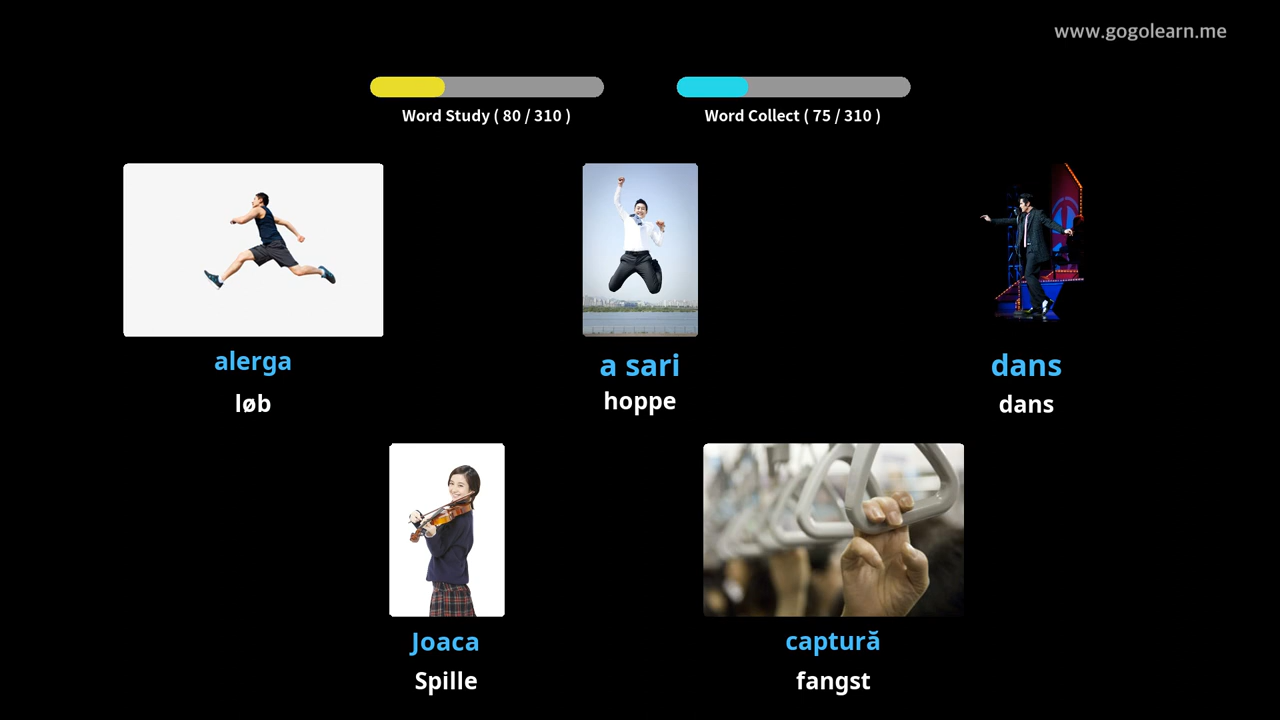 www.gogolearn.me
Word Study ( 80 / 310 )
Word Collect ( 75 / 310 )
alerga
løb
a sari
hoppe
dans
dans
Joaca
Spille
captură
fangst